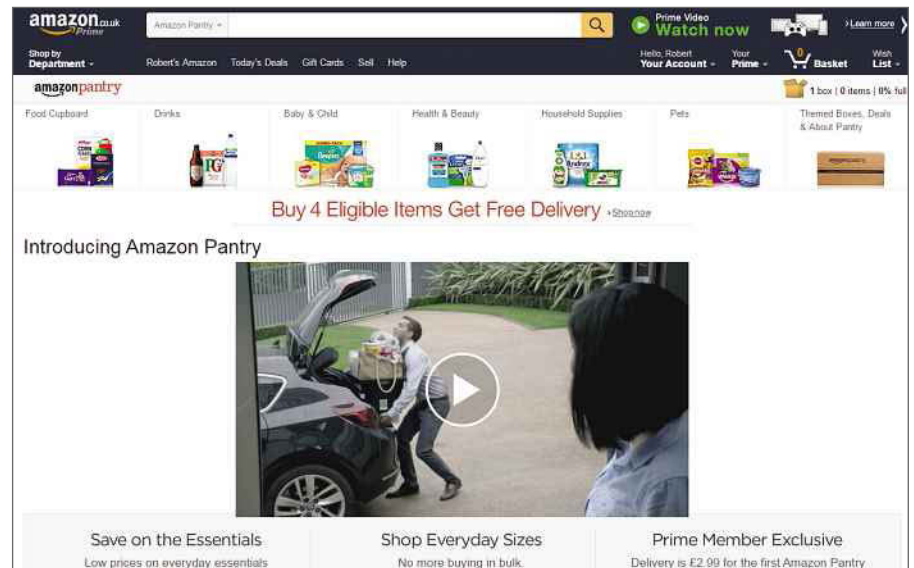 amazon.co.uk
Prime
Amazon Pantry
Prime Video
Watch now
Learn more
Shop by
Department
Robert's Amazon Today's Deals Gift Cards Sell Help
Hello, Robert
Your Account
Your
Prime
0
Basket
Wish
List
amazonpantry
1 box | 0 items | 0% full
Food Cupboard
Drinks
Baby & Child
Health & Beauty
Household Supplies
Pets
Themed Boxes, Deals
& About Pantry
CORN
PG
Pampers
Andrex
Buy 4 Eligible Items Get Free Delivery ›Shop now
Introducing Amazon Pantry
Save on the Essentials
Low prices on everyday essentials
Shop Everyday Sizes
No more buying in bulk.
Prime Member Exclusive
Delivery is £2.99 for the first Amazon Pantry